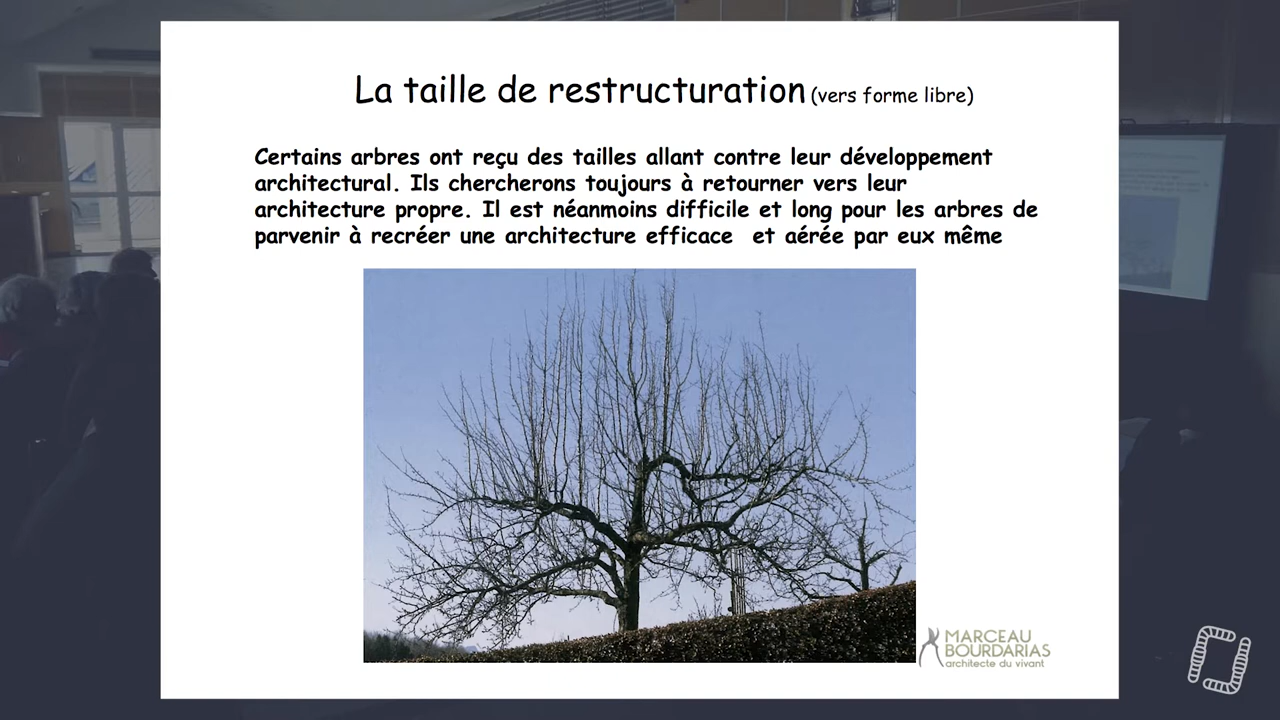 La taille de restructuration (vers forme libre)
Certains arbres ont reçu des tailles allant contre leur développement
architectural. Ils chercherons toujours à retourner vers leur
architecture propre. Il est néanmoins difficile et long pour les arbres de
parvenir à recréer une architecture efficace et aérée par eux même
MARCEAU
BOURDARIAS
architecte du vivant